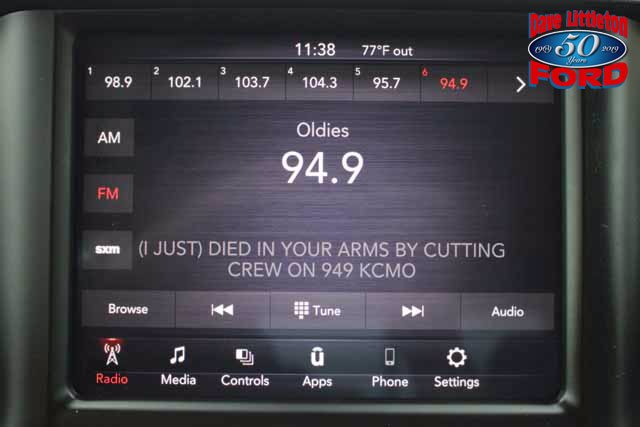 Dave Littleton
1969 50 2019
Years
FORD
11:38 77°F out
1 98.9 2 102.1 3 103.7 4 104.3 5 95.7 6 94.9
AM
Oldies
94.9
FM
sxm
(I JUST) DIED IN YOUR ARMS BY CUTTING
CREW ON 949 KCMO
Browse Tune Audio
Radio Media Controls Apps Phone Settings